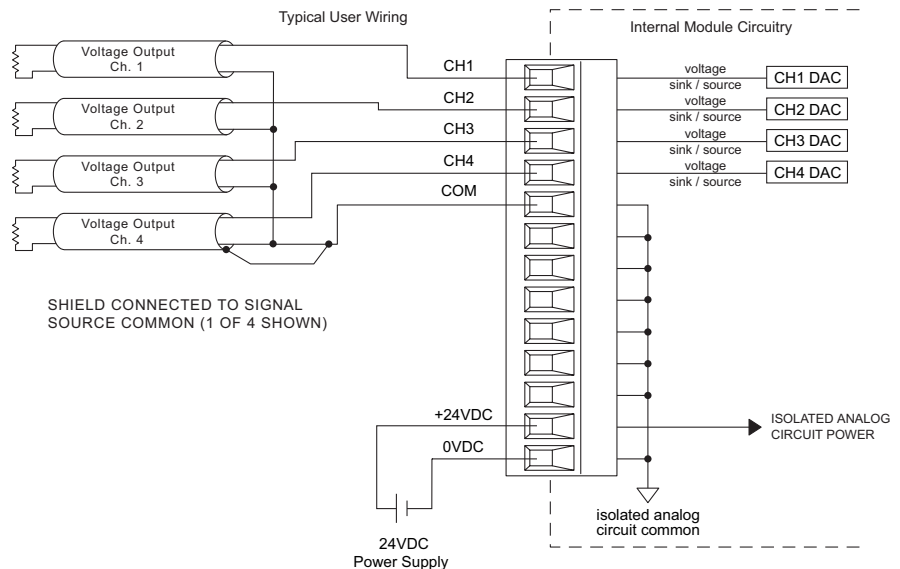 Typical User Wiring
Internal Module Circuitry
Voltage Output
Ch. 1
Voltage Output
Ch. 2
Voltage Output
Ch. 3
Voltage Output
Ch. 4
SHIELD CONNECTED TO SIGNAL
SOURCE COMMON (1 OF 4 SHOWN)
CH1
CH2
CH3
CH4
COM
+24VDC
0VDC
24VDC
Power Supply
voltage
sink / source
CH1 DAC
voltage
sink / source
CH2 DAC
voltage
sink / source
CH3 DAC
voltage
sink / source
CH4 DAC
ISOLATED ANALOG
CIRCUIT POWER
isolated analog
circuit common